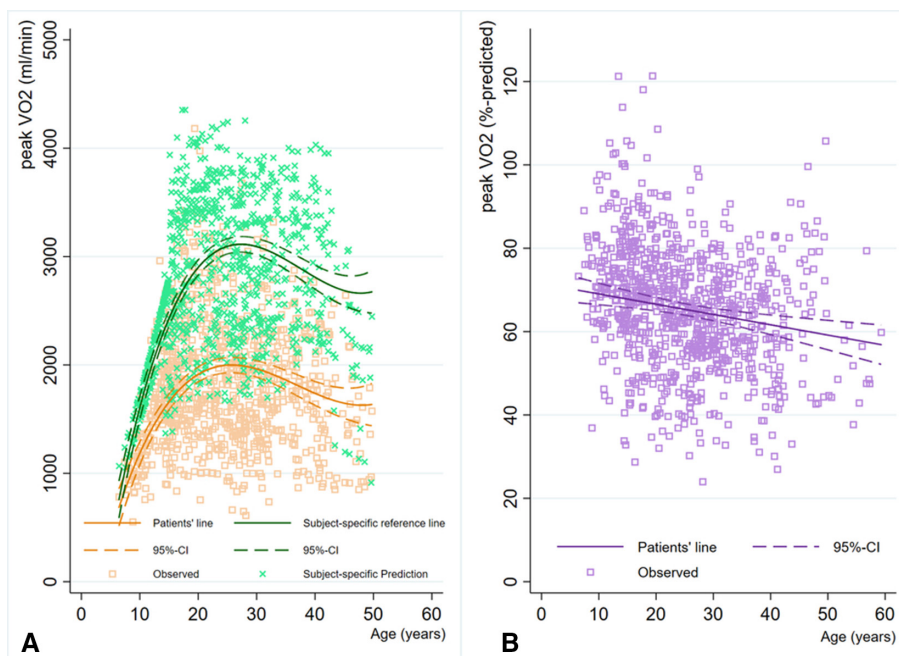 peak VO2 (ml/min)
5000
4000
3000
2000
1000
0
Patients' line
Subject-specific reference line
95%-CI
95%-CI
Observed
Subject-specific Prediction
0 10 20 30 40 50 60
Age (years)
A
peak VO2 (%-predicted)
120
100
80
60
40
20
0
Patients' line
95%-CI
Observed
0 10 20 30 40 50 60
Age (years)
B